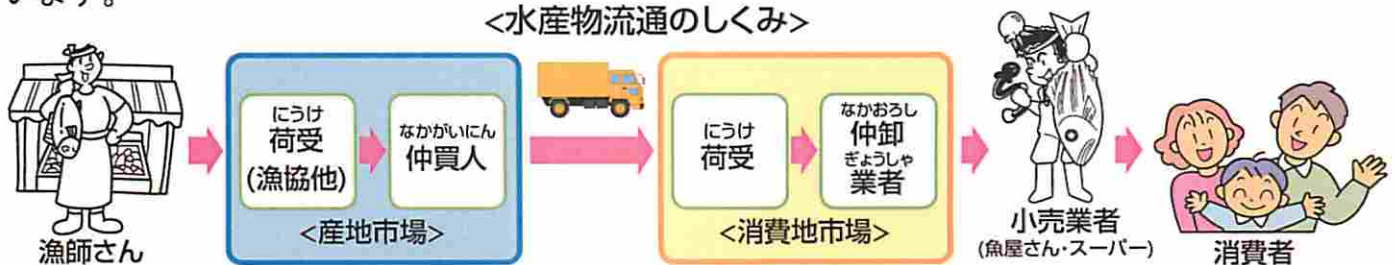 います。
<水産物流通のしくみ>
漁師さん
にうけ
荷受
(漁協他)
なかがいにん
仲買人
<産地市場>
にうけ
荷受
なかおろし
仲卸
ぎょうしゃ
業者
<消費地市場>
小売業者
(魚屋さん・スーパー)
消費者